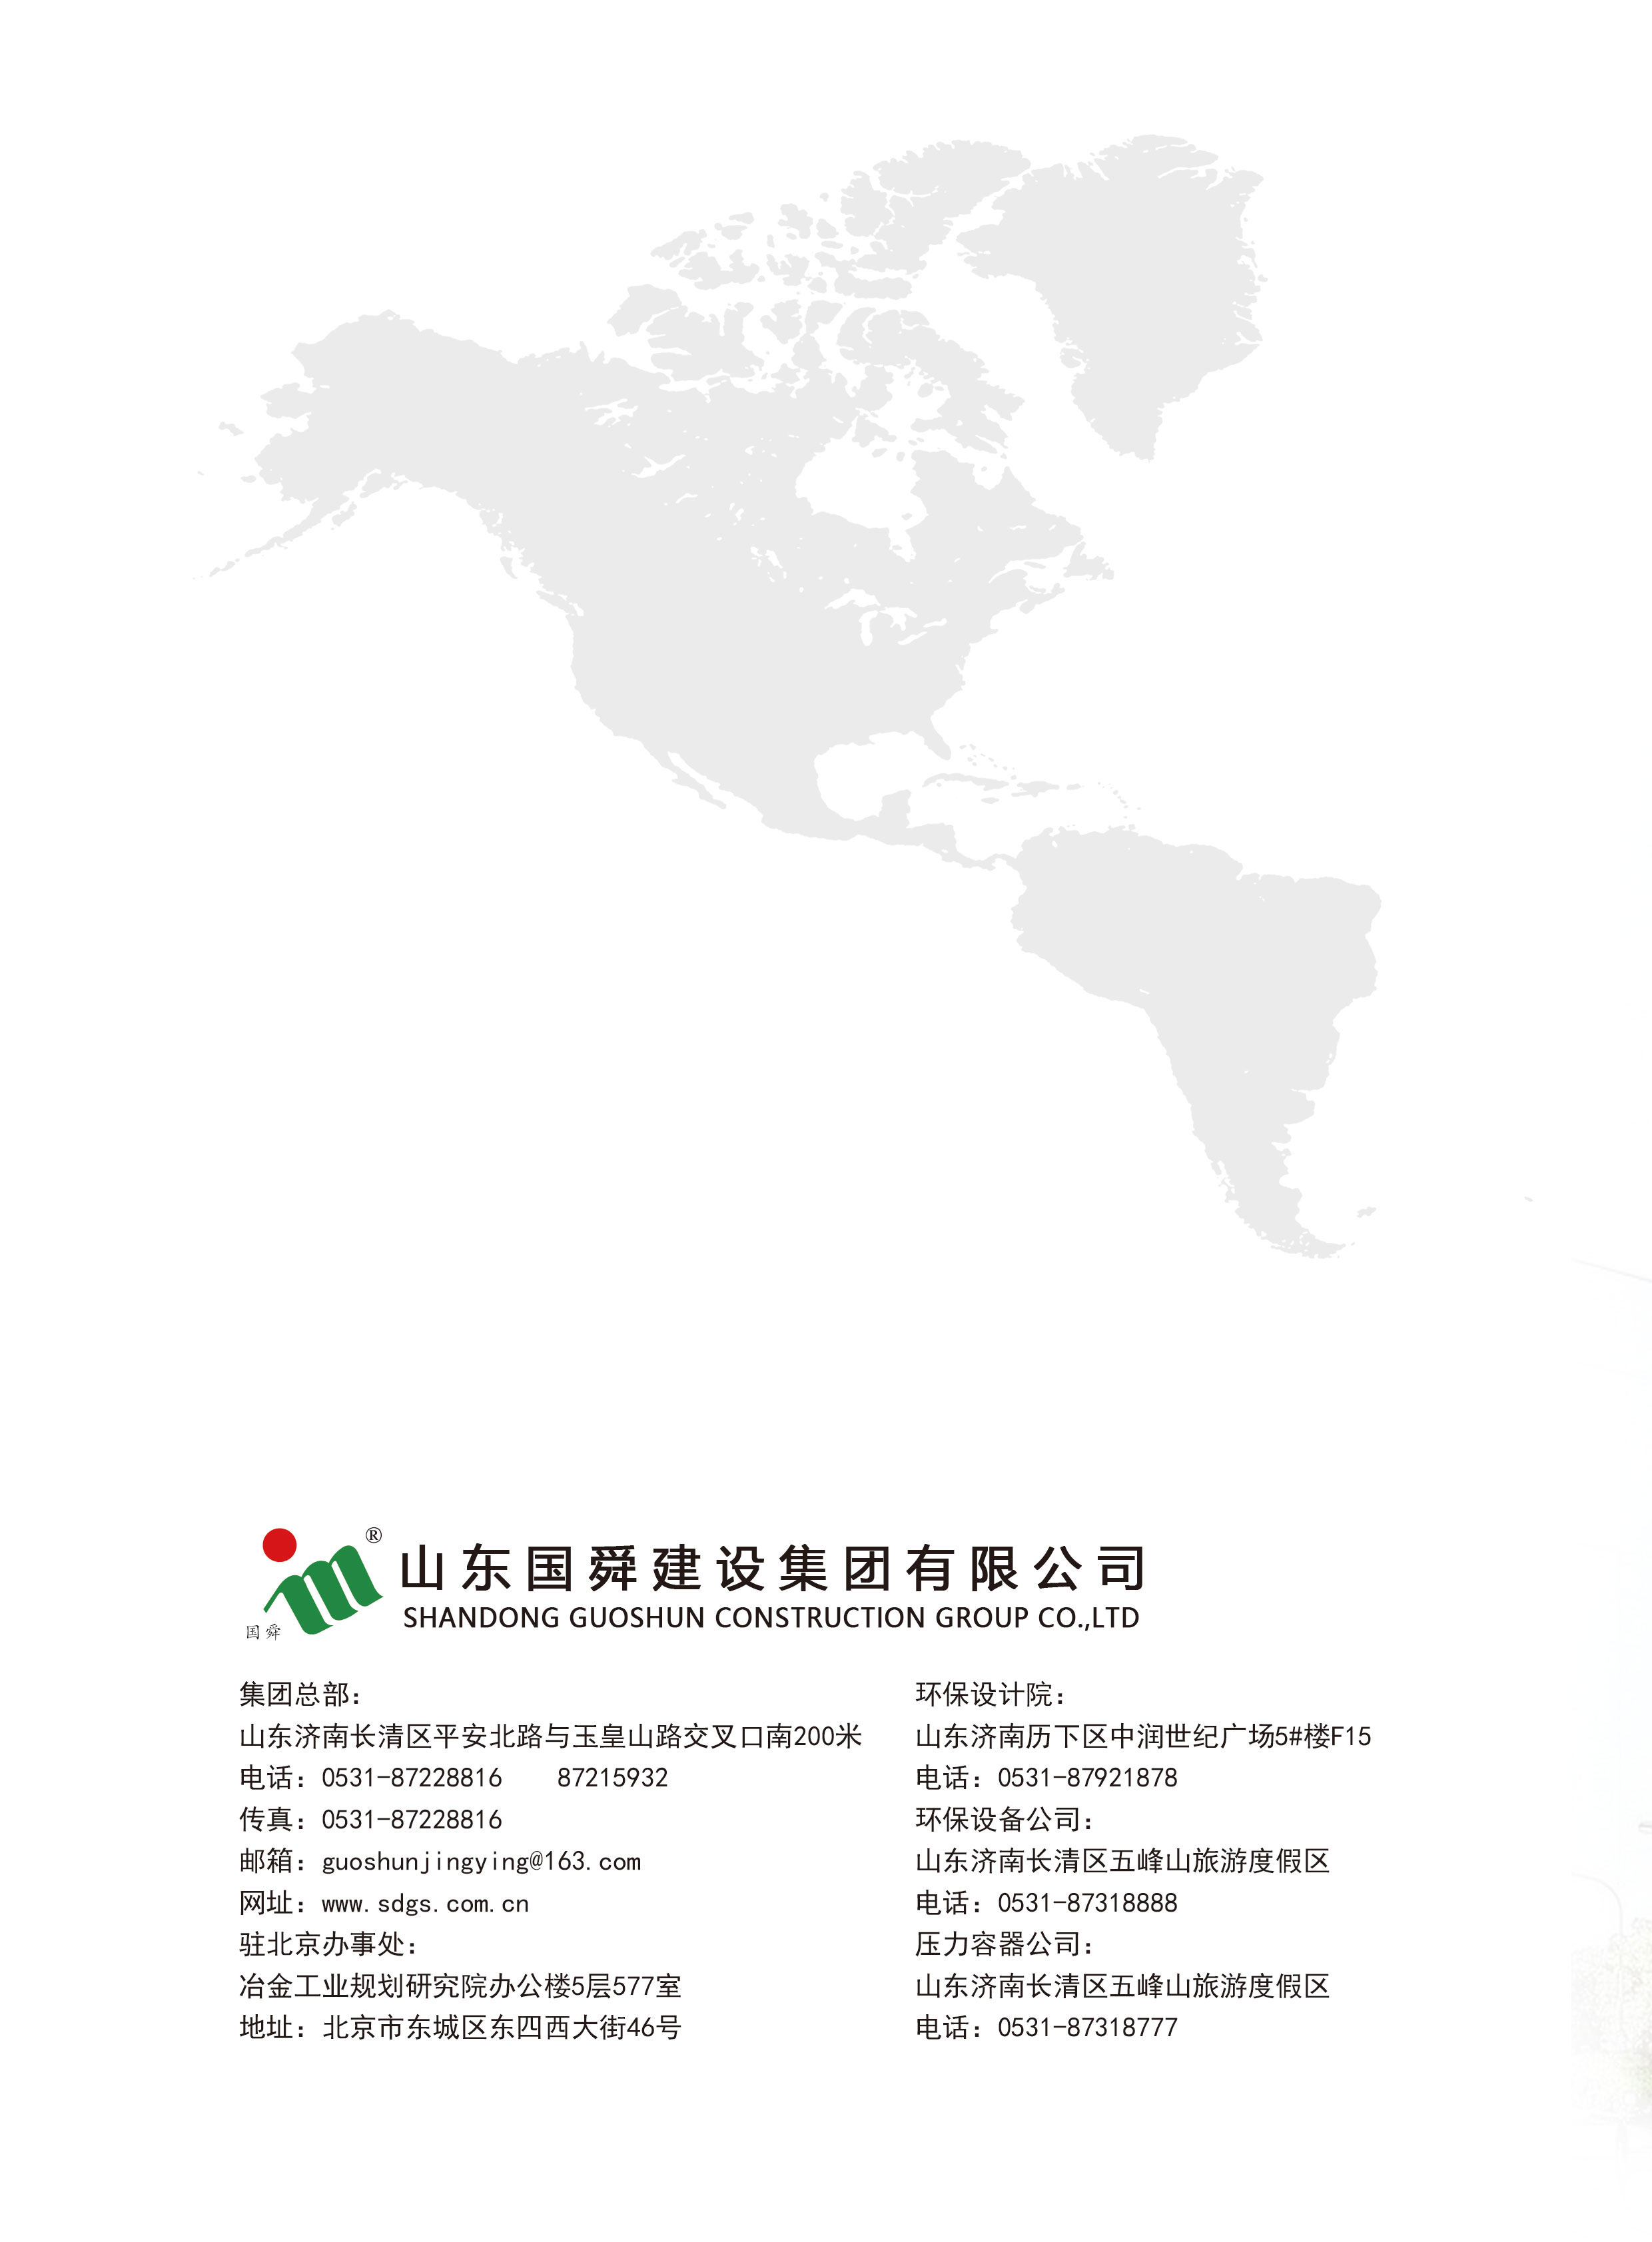 ®
山东国舜建设集团有限公司
SHANDONG GUOSHUN CONSTRUCTION GROUP CO.,LTD
国舜
集团总部：
山东济南长清区平安北路与玉皇山路交叉口南200米
电话：0531-87228816 87215932
传真：0531-87228816
邮箱：guoshunjingying@163.com
网址：www.sdgs.com.cn
驻北京办事处：
冶金工业规划研究院办公楼5层577室
地址：北京市东城区东四西大街46号
环保设计院：
山东济南历下区中润世纪广场5#楼F15
电话：0531-87921878
环保设备公司：
山东济南长清区五峰山旅游度假区
电话：0531-87318888
压力容器公司：
山东济南长清区五峰山旅游度假区
电话：0531-87318777